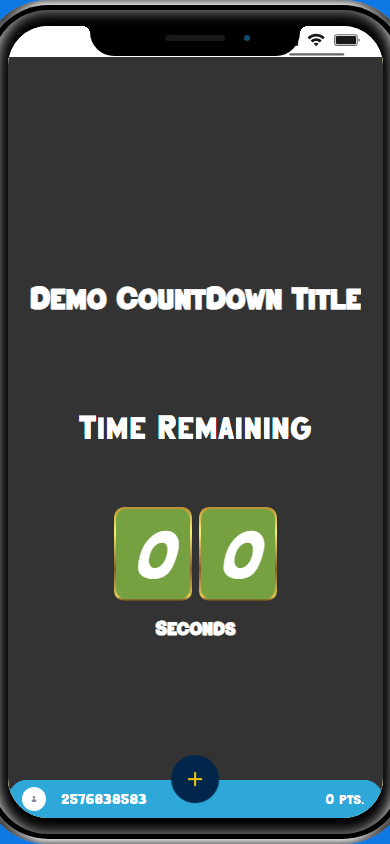 Demo CountDown Title
Time Remaining
0 0
Seconds
2576838583
0 pts.